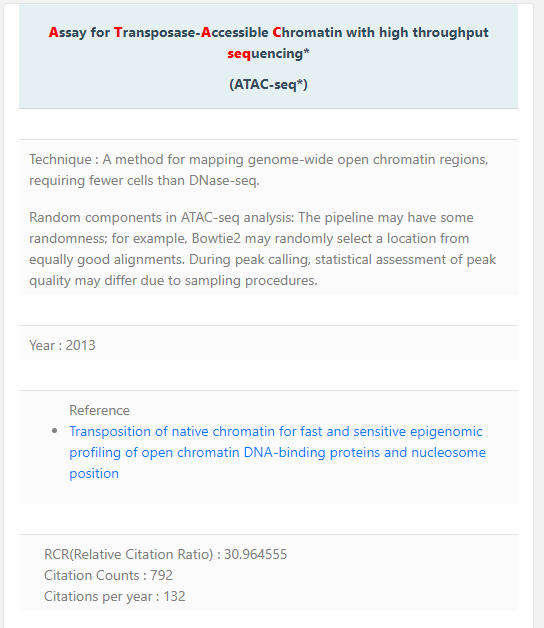 Assay for Transposase-Accessible Chromatin with high throughput
sequencing*
(ATAC-seq*)
Technique : A method for mapping genome-wide open chromatin regions,
requiring fewer cells than DNase-seq.
Random components in ATAC-seq analysis: The pipeline may have some
randomness; for example, Bowtie2 may randomly select a location from
equally good alignments. During peak calling, statistical assessment of peak
quality may differ due to sampling procedures.
Year : 2013
Reference
Transposition of native chromatin for fast and sensitive epigenomic
profiling of open chromatin DNA-binding proteins and nucleosome
position
RCR(Relative Citation Ratio) : 30.964555
Citation Counts : 792
Citations per year : 132